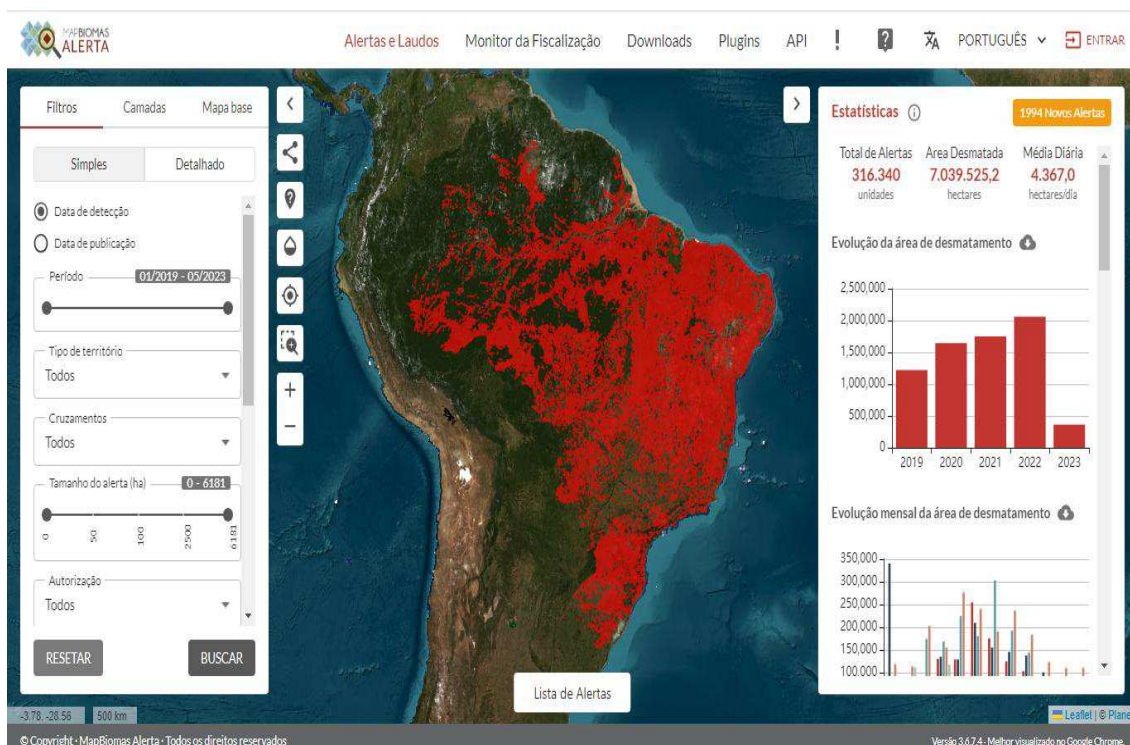 MAPBIOMAS
ALERTA
Alertas e Laudos Monitor da Fiscalização Downloads Plugins API PORTUGUÊS ENTRAR
Filtros Camadas Mapa base
Simples Detalhado
Data de detecção
Data de publicação
Período 01/2019 - 05/2023
Tipo de território
Todos
Cruzamentos
Todos
Tamanho do alerta (ha) 0 - 6181
0 50 100 2500 6181
Autorização
Todos
RESETAR BUSCAR
-3.78, -28.56 500 km
Lista de Alertas
Estatísticas 1994 Novos Alertas
Total de Alertas Area Desmatada Média Diária
316.340 7.039.525,2 4.367,0
unidades hectares hectares/dia
Evolução da área de desmatamento
2,500,000
2,000,000
1,500,000
1,000,000
500,000
0
2019 2020 2021 2022 2023
Evolução mensal da área de desmatamento
350,000
300,000
250,000
200,000
150,000
100,000
Leaflet | © Plane
© Copyright · MapBiomas Alerta · Todos os direitos reservados
Versão 3.6.7.4 - Melhor visualizado no Google Chrome.